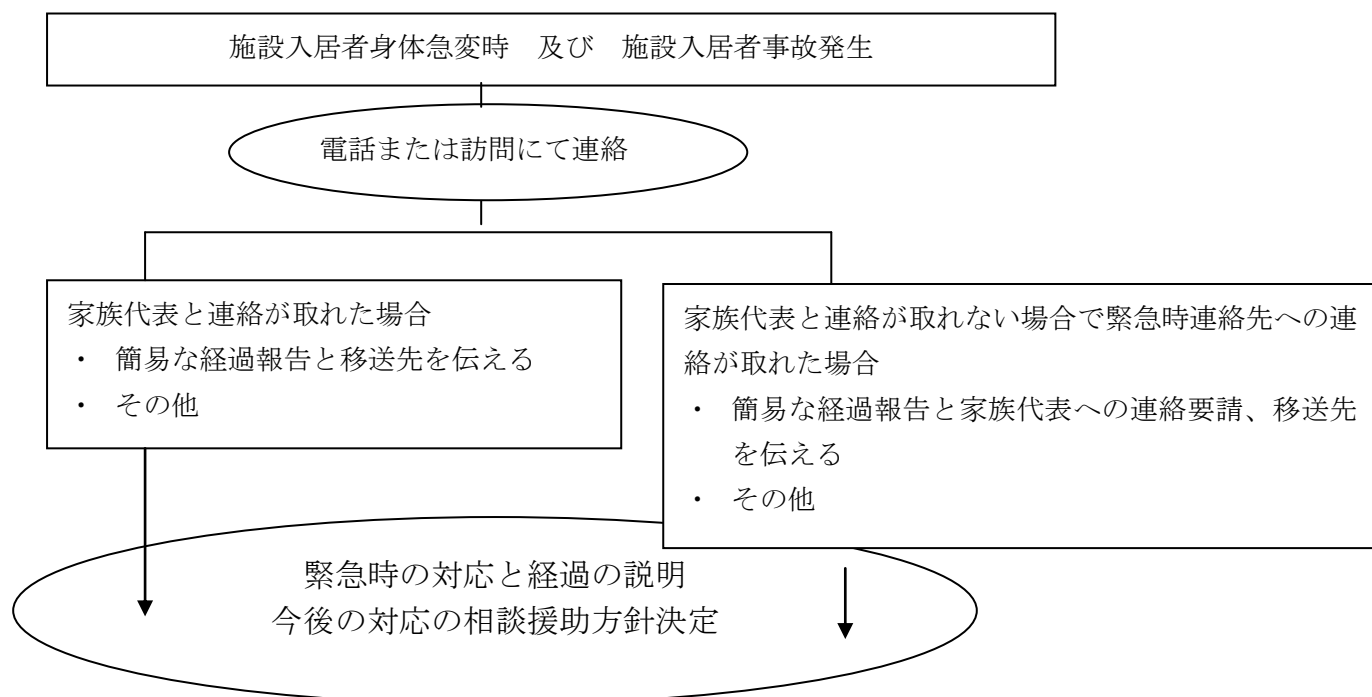 施設入居者身体急変時　及び　施設入居者事故発生
電話または訪問にて連絡
家族代表と連絡が取れた場合
・　簡易な経過報告と移送先を伝える
・　その他
家族代表と連絡が取れない場合で緊急時連絡先への連
絡が取れた場合
・　簡易な経過報告と家族代表への連絡要請、移送先
を伝える
・　その他
緊急時の対応と経過の説明
今後の対応の相談援助方針決定